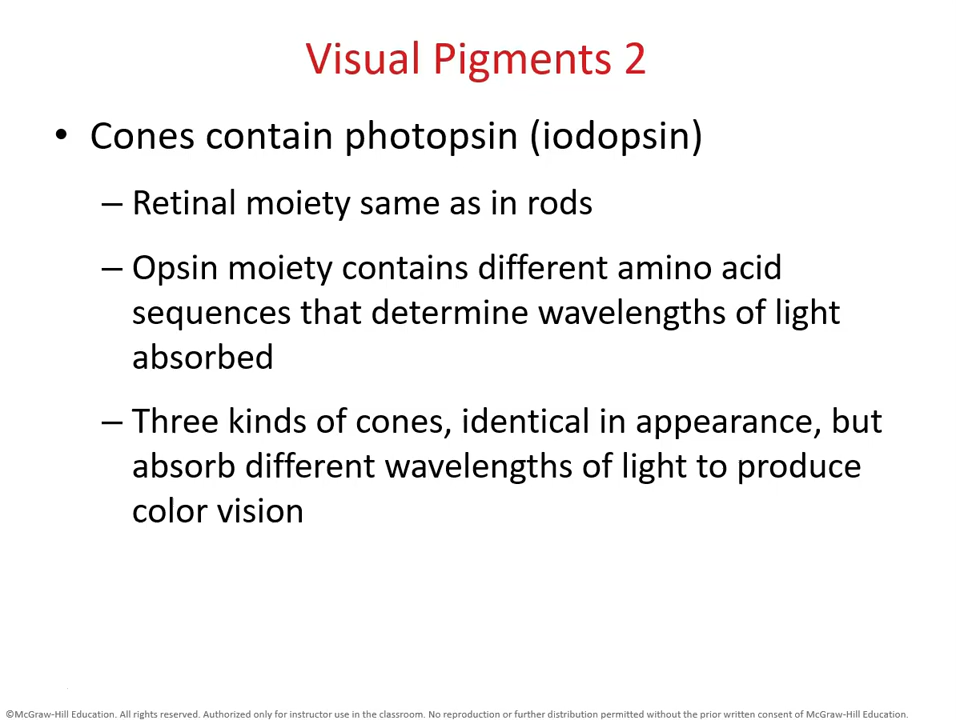 Visual Pigments 2
• Cones contain photopsin (iodopsin)
– Retinal moiety same as in rods
– Opsin moiety contains different amino acid
sequences that determine wavelengths of light
absorbed
– Three kinds of cones, identical in appearance, but
absorb different wavelengths of light to produce
color vision
©McGraw-Hill Education. All rights reserved. Authorized only for instructor use in the classroom. No reproduction or further distribution permitted without the prior written consent of McGraw-Hill Education.